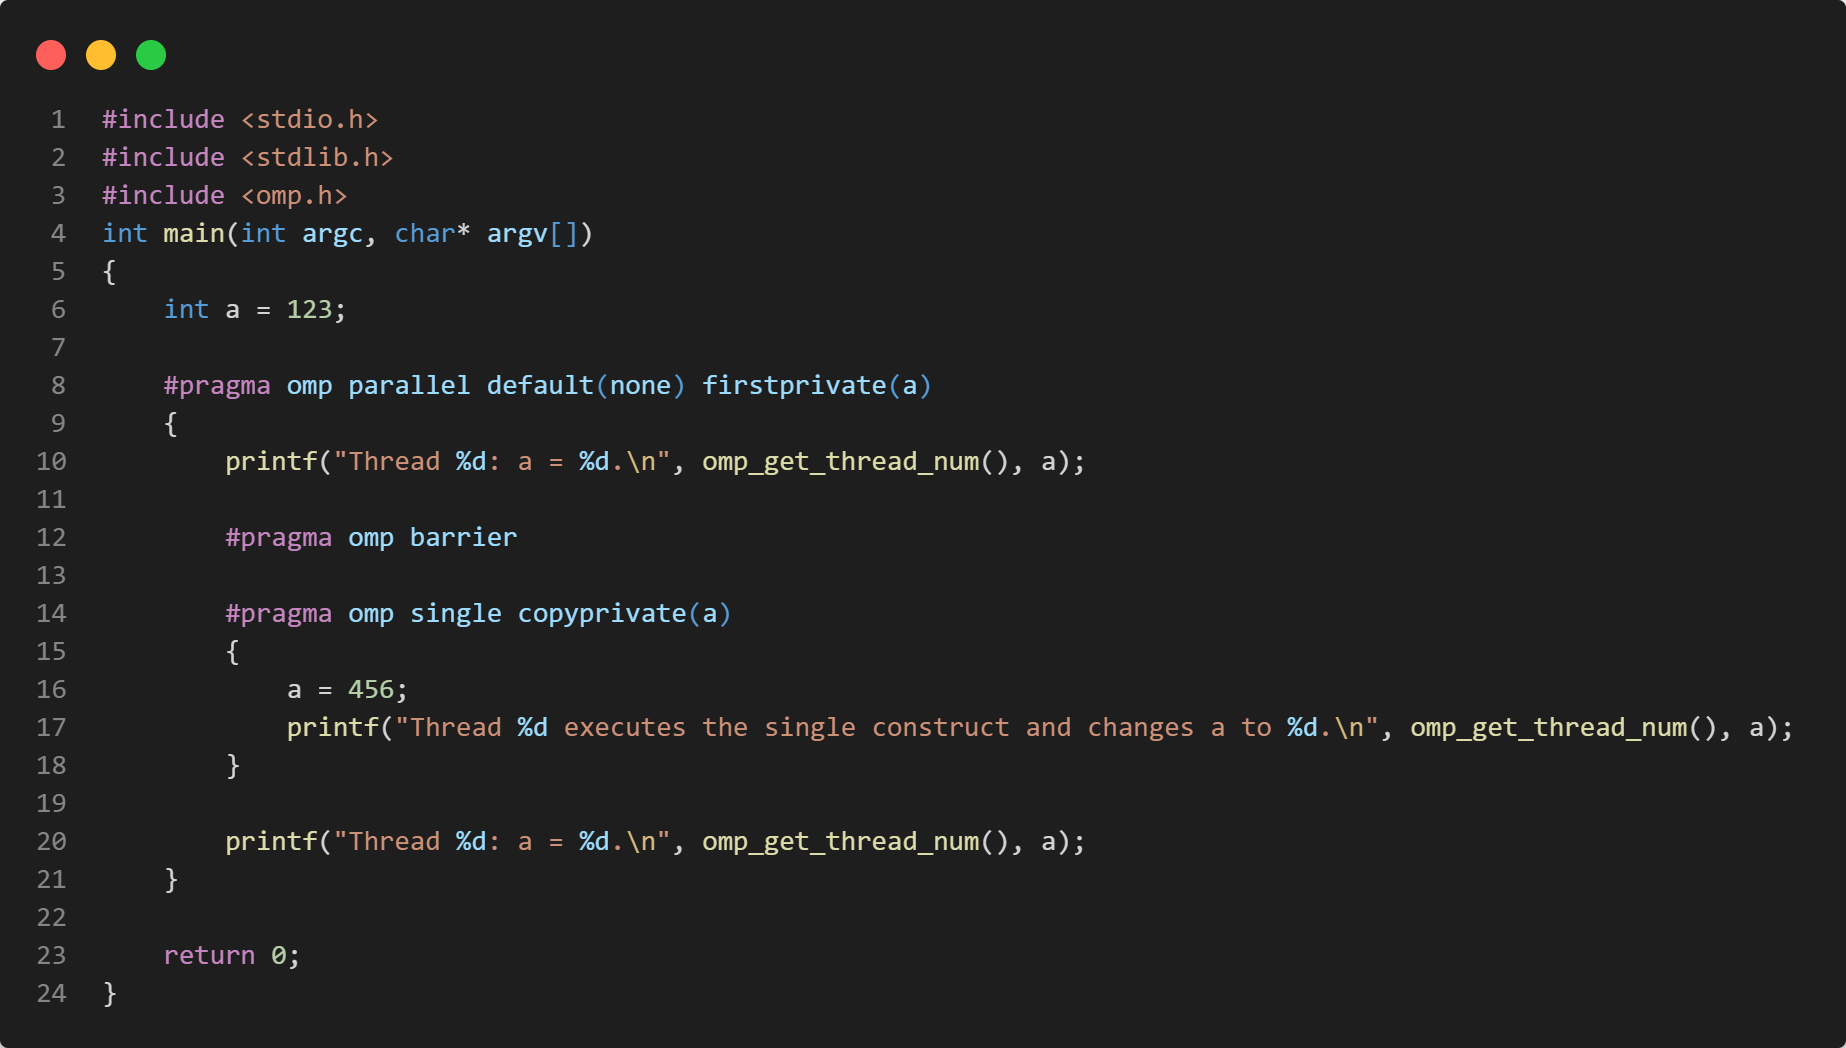 1 #include <stdio.h>
2 #include <stdlib.h>
3 #include <omp.h>
4 int main(int argc, char* argv[])
5 {
6     int a = 123;
7
8     #pragma omp parallel default(none) firstprivate(a)
9     {
10         printf("Thread %d: a = %d.\n", omp_get_thread_num(), a);
11
12         #pragma omp barrier
13
14         #pragma omp single copyprivate(a)
15         {
16             a = 456;
17             printf("Thread %d executes the single construct and changes a to %d.\n", omp_get_thread_num(), a);
18         }
19
20         printf("Thread %d: a = %d.\n", omp_get_thread_num(), a);
21     }
22
23     return 0;
24 }